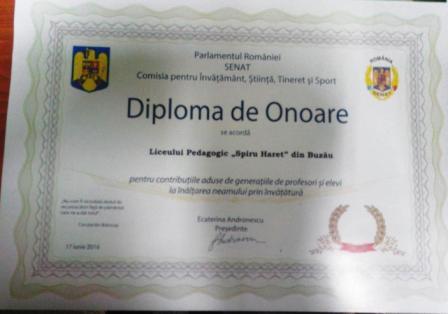 Parlamentul României
SENAT
Comisia pentru Învățământ, Știință, Tineret și Sport
ROMÂNIA
SENAT
Diploma de Onoare
se acordă
Liceului Pedagogic „Spiru Haret” din Buzău
pentru contribuțiile aduse de generațiile de profesori și elevi
la înălțarea neamului prin învățătură
Ecaterina Andronescu
Președinte
17 iunie 2014